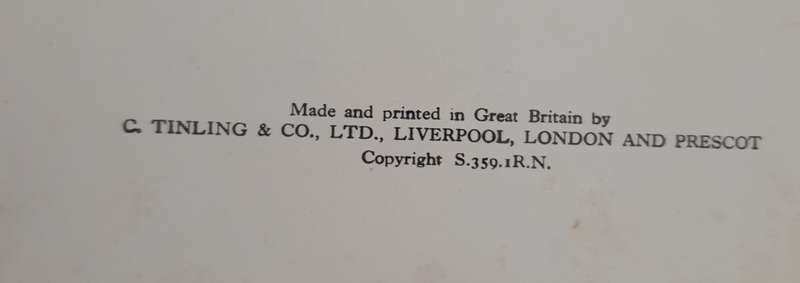 Made and printed in Great Britain by
C. TINLING & CO., LTD., LIVERPOOL, LONDON AND PRESCOT
Copyright S.359.1R.N.